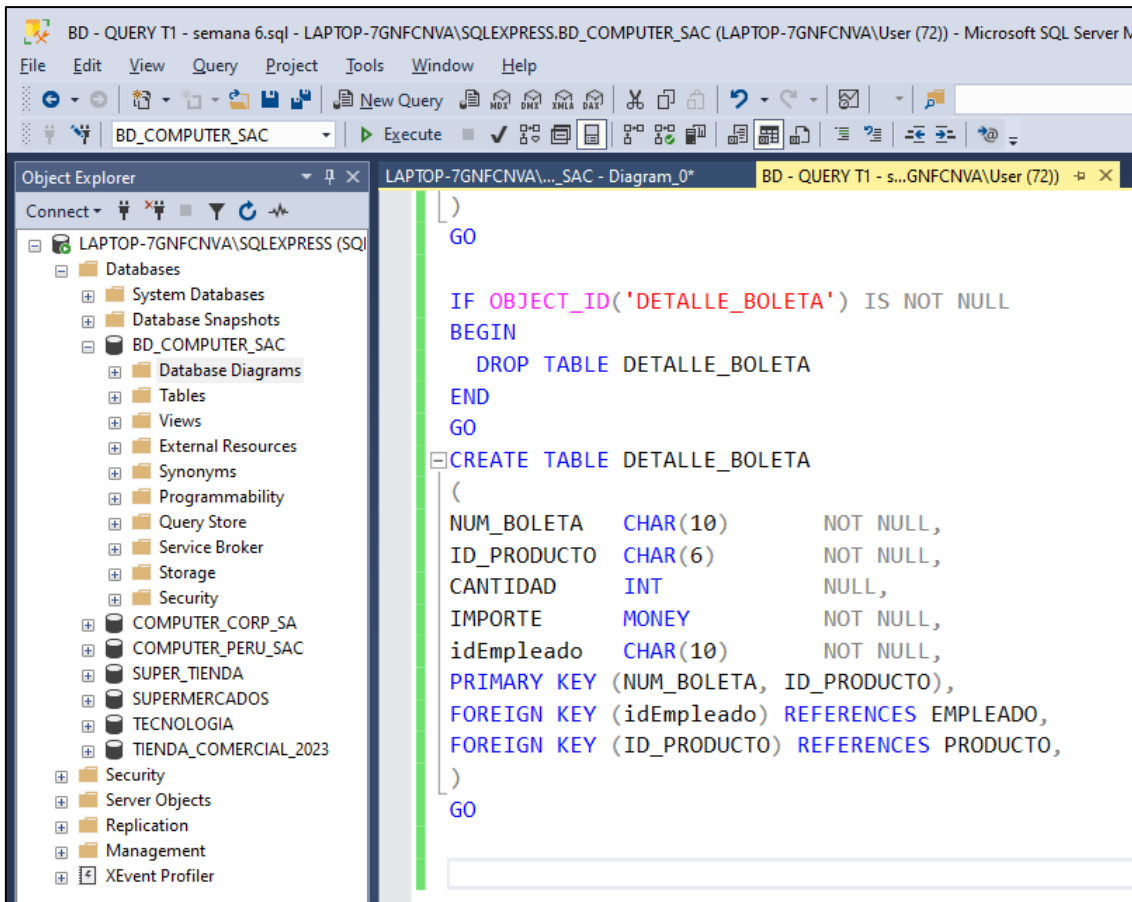 BD - QUERY T1 - semana 6.sql - LAPTOP-7GNFCNVA\SQLEXPRESS.BD_COMPUTER_SAC (LAPTOP-7GNFCNVA\User (72)) - Microsoft SQL Server M
File Edit View Query Project Tools Window Help
New Query MDX DMX XMLA DAX
BD_COMPUTER_SAC Execute
Object Explorer
LAPTOP-7GNFCNVA\..._SAC - Diagram_0* BD - QUERY T1 - s...GNFCNVA\User (72))
Connect
LAPTOP-7GNFCNVA\SQLEXPRESS (SQl
Databases
System Databases
Database Snapshots
BD_COMPUTER_SAC
Database Diagrams
Tables
Views
External Resources
Synonyms
Programmability
Query Store
Service Broker
Storage
Security
COMPUTER_CORP_SA
COMPUTER_PERU_SAC
SUPER_TIENDA
SUPERMERCADOS
TECNOLOGIA
TIENDA_COMERCIAL_2023
Security
Server Objects
Replication
Management
XEvent Profiler
)
GO
IF OBJECT_ID('DETALLE_BOLETA') IS NOT NULL
BEGIN
DROP TABLE DETALLE_BOLETA
END
GO
CREATE TABLE DETALLE_BOLETA
(
NUM_BOLETA CHAR(10) NOT NULL,
ID_PRODUCTO CHAR(6) NOT NULL,
CANTIDAD INT NULL,
IMPORTE MONEY NOT NULL,
idEmpleado CHAR(10) NOT NULL,
PRIMARY KEY (NUM_BOLETA, ID_PRODUCTO),
FOREIGN KEY (idEmpleado) REFERENCES EMPLEADO,
FOREIGN KEY (ID_PRODUCTO) REFERENCES PRODUCTO,
)
GO